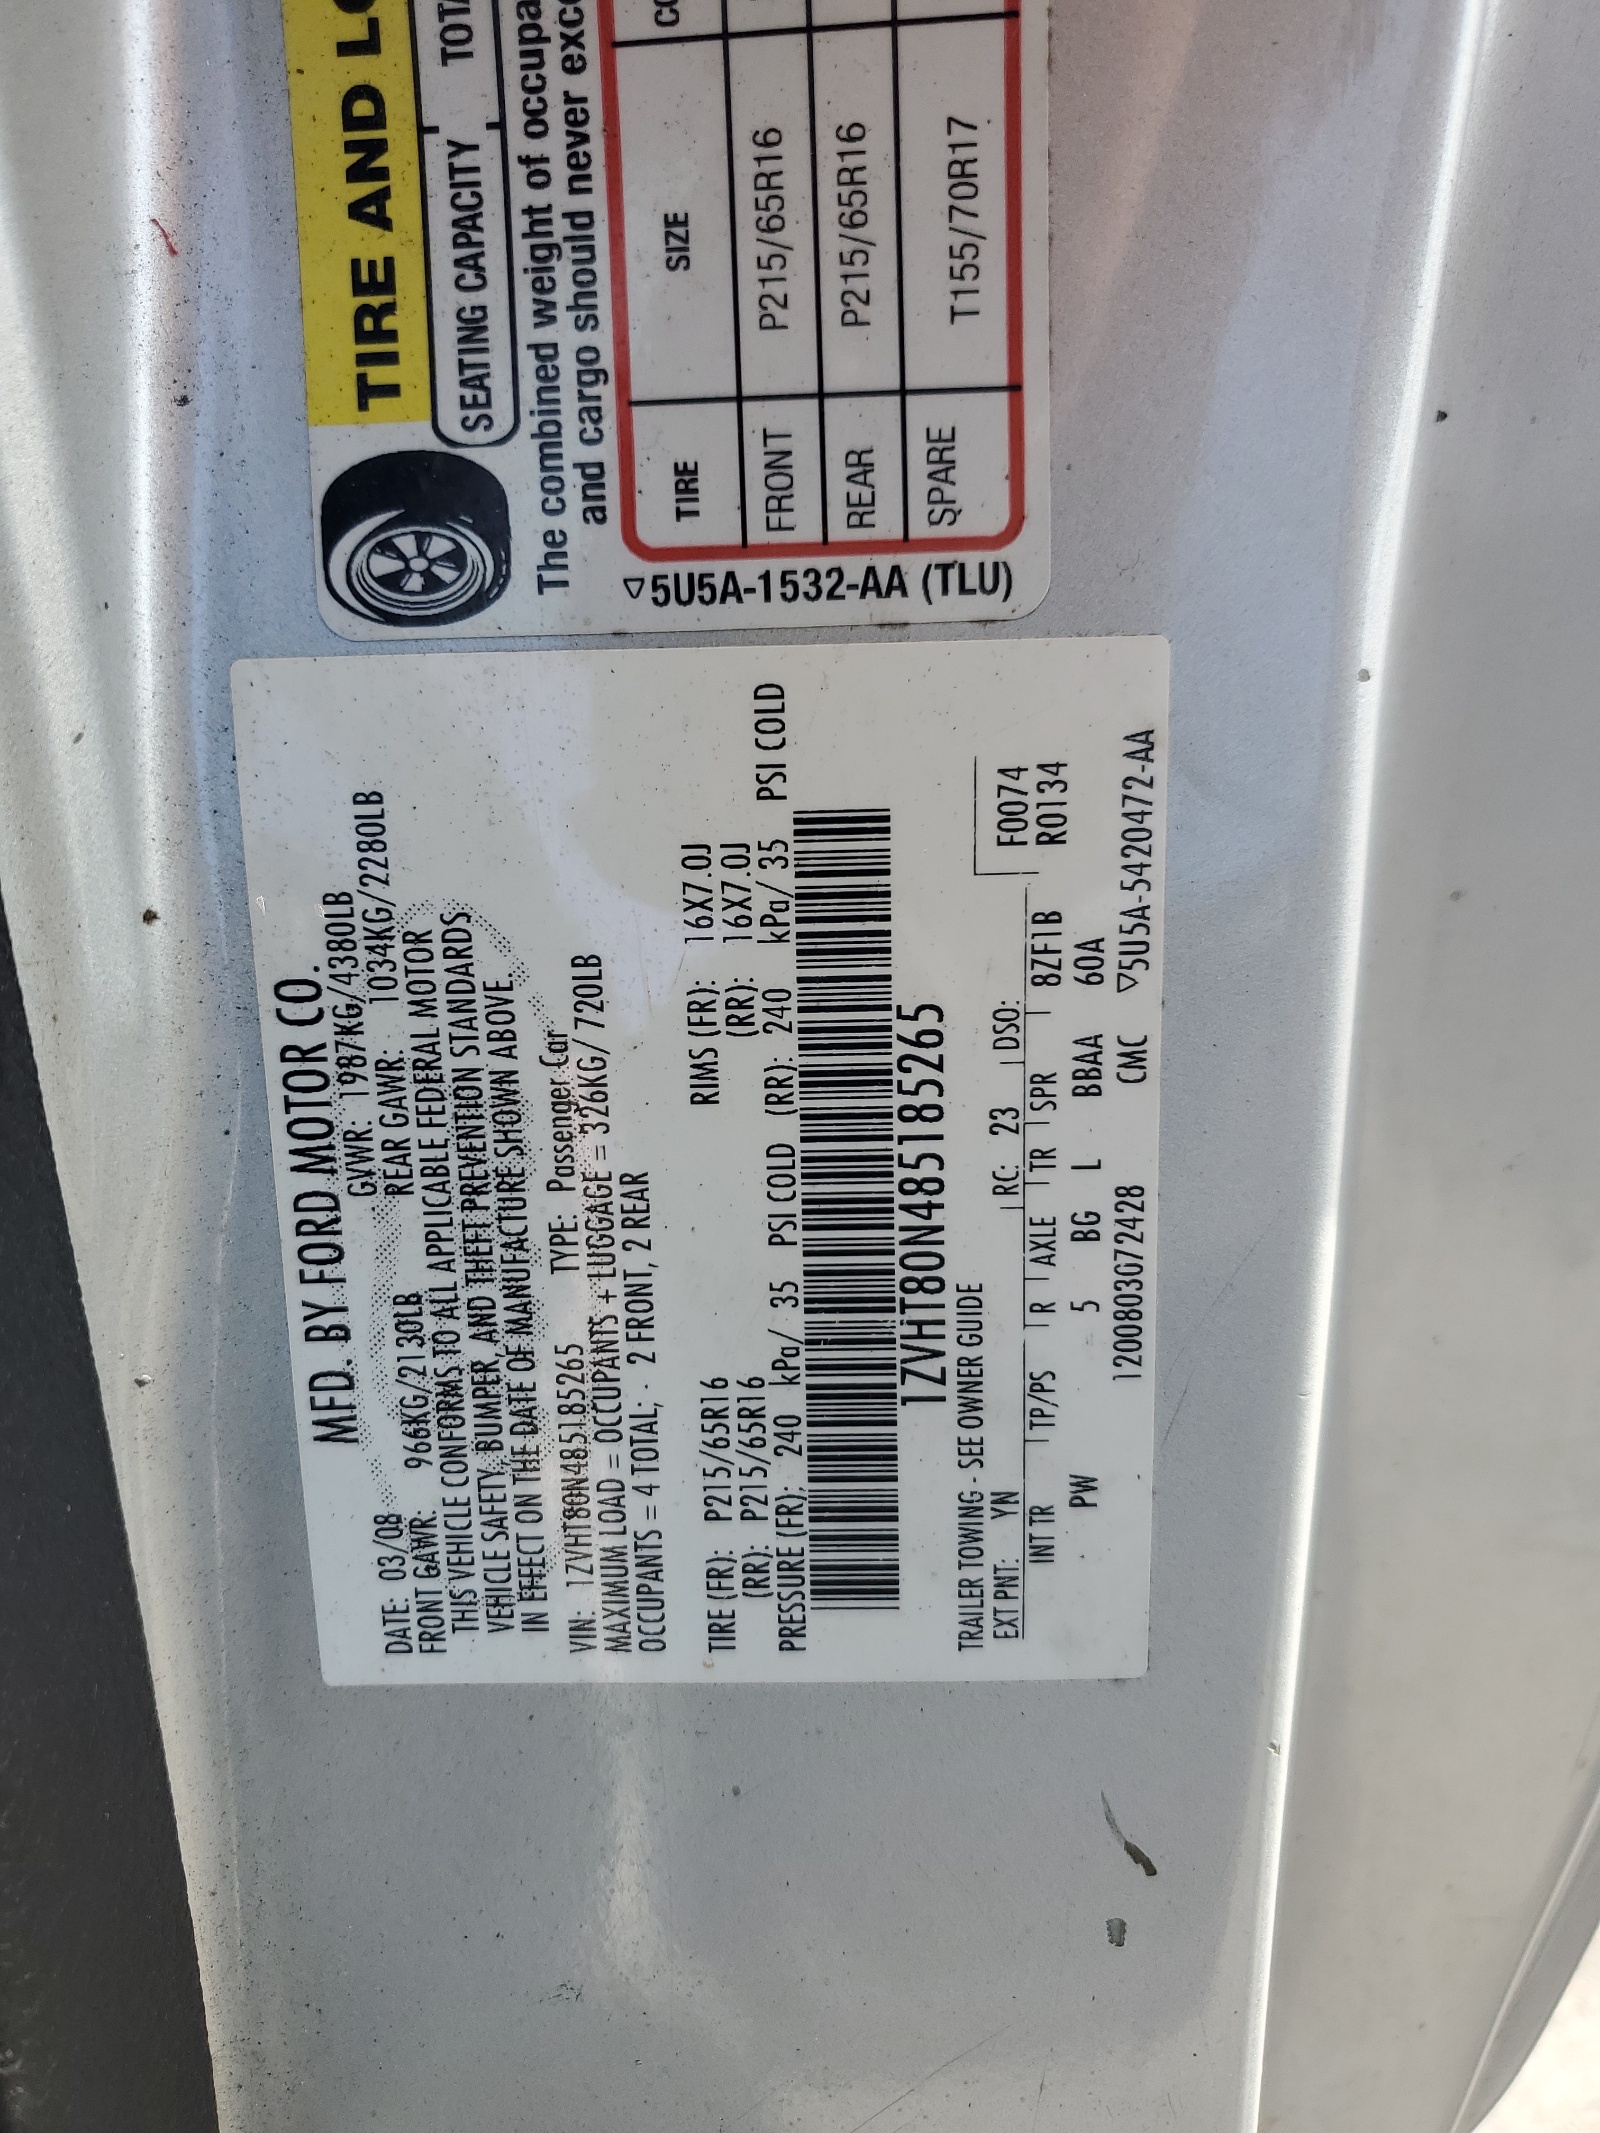 MFD. BY FORD MOTOR CO.
DATE: 03/08 GVWR: 1987KG/4380LB
FRONT GAWR: 966KG/2130LB REAR GAWR: 1034KG/2280LB
THIS VEHICLE CONFORMS TO ALL APPLICABLE FEDERAL MOTOR
VEHICLE SAFETY, BUMPER, AND THEFT PREVENTION STANDARDS
IN EFFECT ON THE DATE OF MANUFACTURE SHOWN ABOVE.
VIN: 1ZVHT80N485185265 TYPE: Passenger Car
MAXIMUM LOAD = OCCUPANTS + LUGGAGE = 326KG/720LB
OCCUPANTS = 4 TOTAL; 2 FRONT, 2 REAR
TIRE (FR): P215/65R16 RIMS (FR): 16X7.0J
(RR): P215/65R16 (RR): 16X7.0J
PRESSURE (FR): 240 kPa/ 35 PSI COLD (RR): 240 kPa/ 35 PSI COLD
1ZVHT80N485185265
TRAILER TOWING - SEE OWNER GUIDE
EXT PNT: YN RC: 23 DSO: F0074
INT TR TP/PS R AXLE TR SPR 8ZF1B R0134
PW 5 BG L BBAA 60A
1200803072428 CMC ▽5U5A-5420472-AA
TIRE AND LO
SEATING CAPACITY TOTA
The combined weight of occupa
and cargo should never exce
TIRE SIZE CO
FRONT P215/65R16
REAR P215/65R16
SPARE T155/70R17
▽5U5A-1532-AA (TLU)